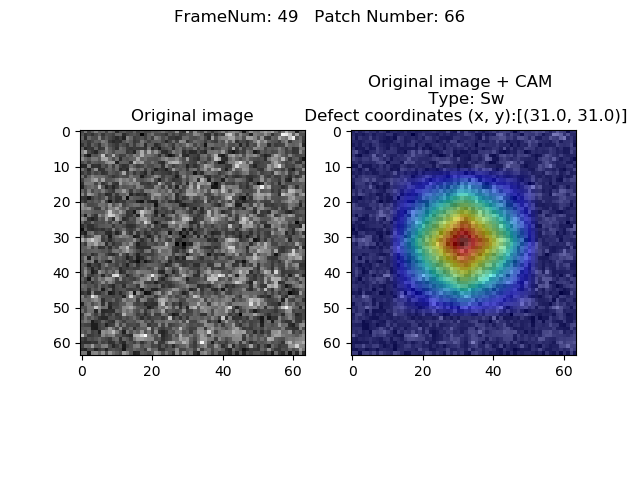 FrameNum: 49   Patch Number: 66
Original image
Original image + CAM
Type: Sw
Defect coordinates (x, y):[(31.0, 31.0)]
0
10
20
30
40
50
60
0 20 40 60
0
10
20
30
40
50
60
0 20 40 60